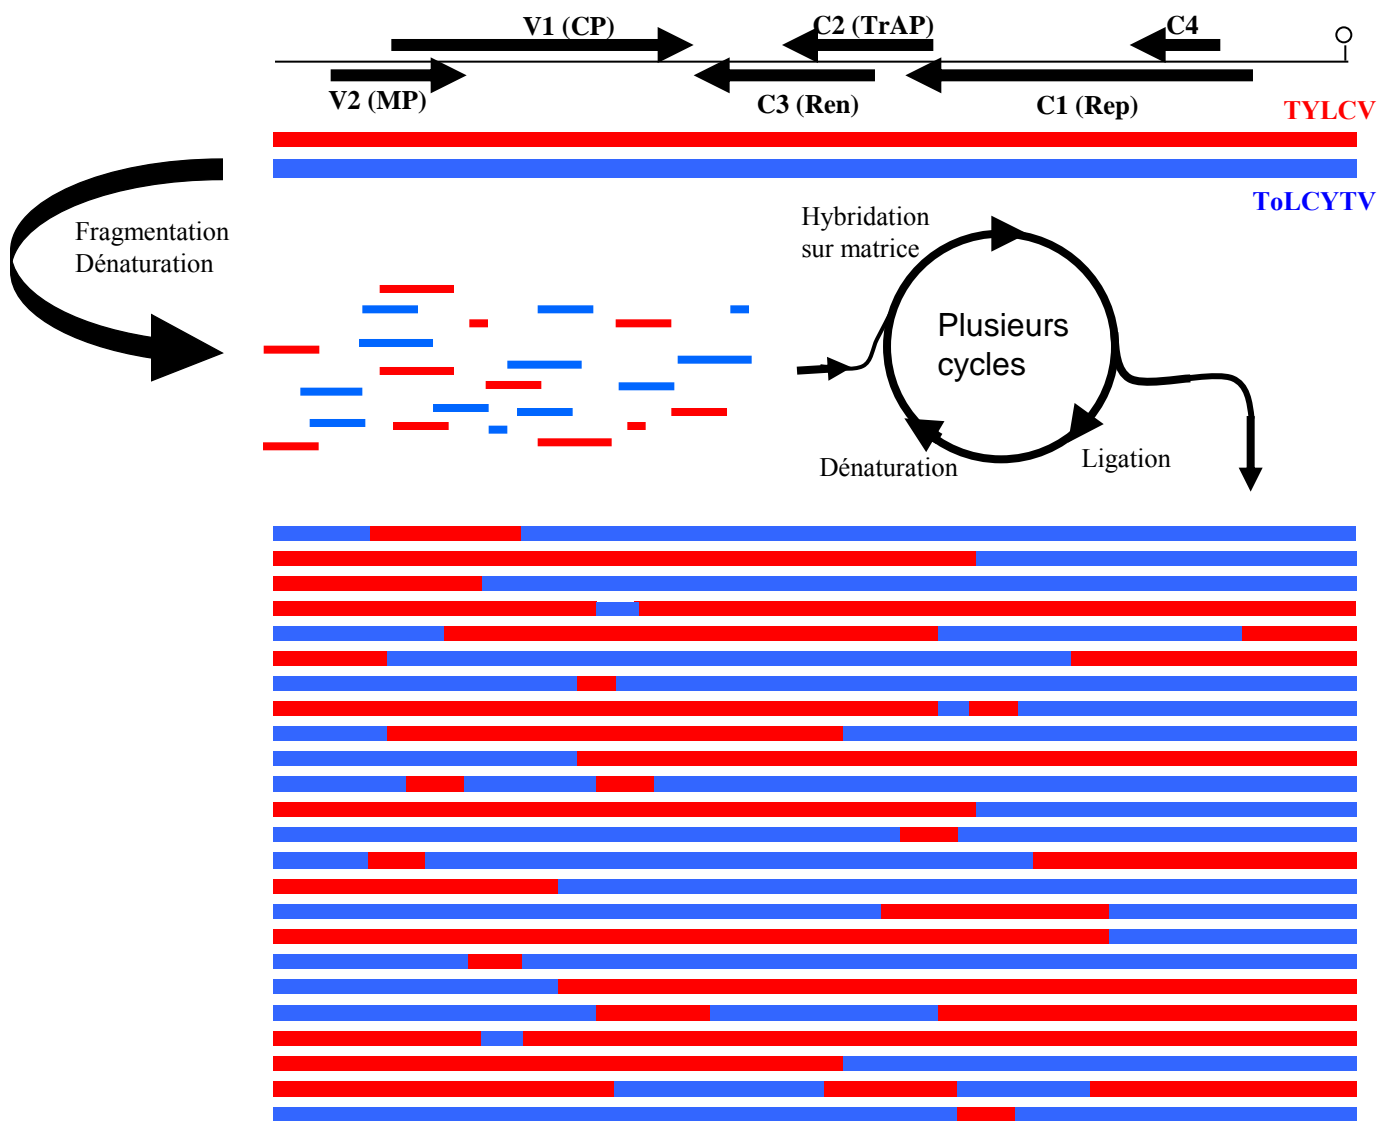 V1 (CP)
C2 (TrAP)
C4
V2 (MP)
C3 (Ren)
C1 (Rep)
TYLCV
ToLCYTV
Fragmentation
Dénaturation
Hybridation
sur matrice
Plusieurs
cycles
Dénaturation
Ligation